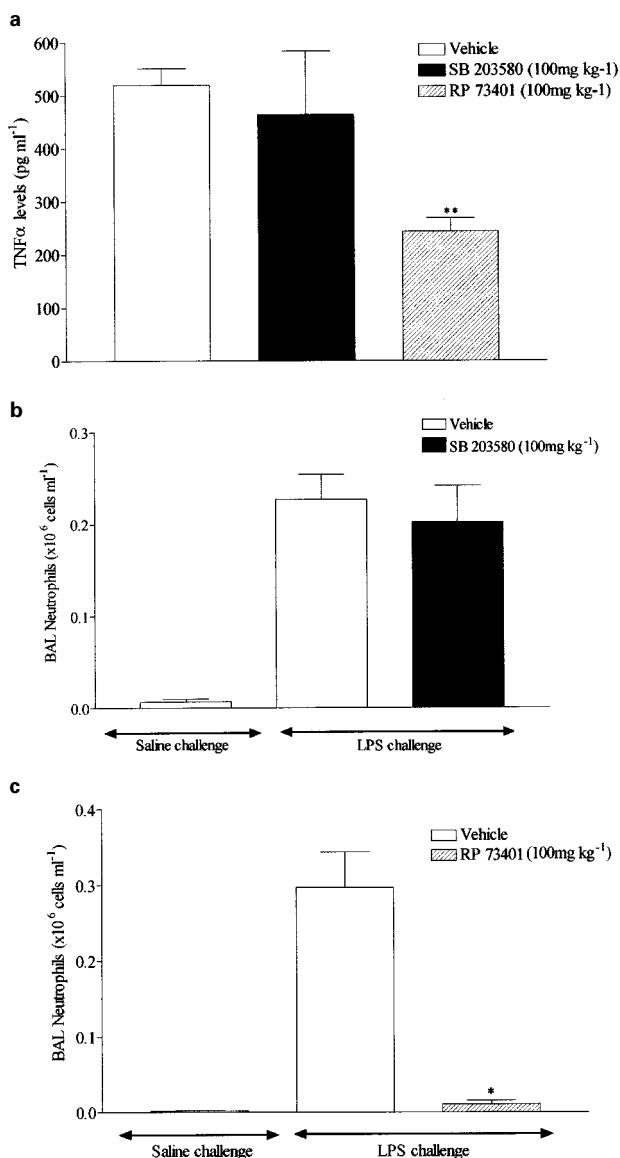 a
600
500
400
300
200
100
0
TNFα levels (pg ml-1)
Vehicle
SB 203580 (100mg kg-1)
RP 73401 (100mg kg-1)
**
b
0.3
0.2
0.1
0.0
BAL Neutrophils (x10⁶ cells ml⁻¹)
Vehicle
SB 203580 (100mg kg⁻¹)
Saline challenge
LPS challenge
c
0.4
0.3
0.2
0.1
0.0
BAL Neutrophils (x10⁶ cells ml⁻¹)
Vehicle
RP 73401 (100mg kg⁻¹)
*
Saline challenge
LPS challenge